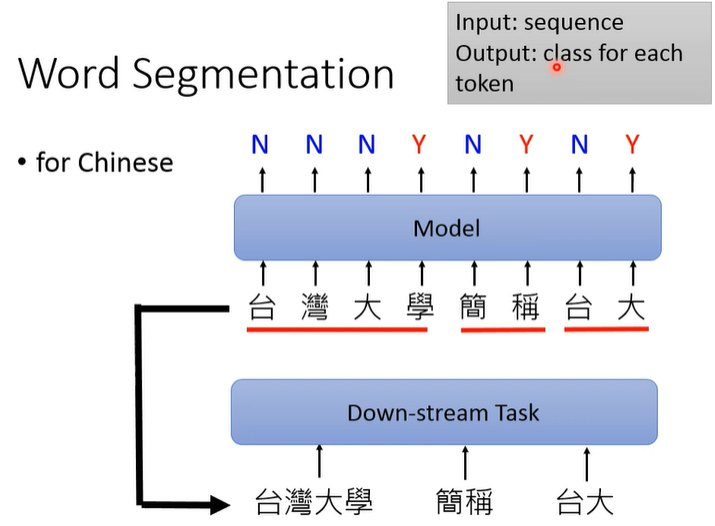 Word Segmentation
Input: sequence
Output: class for each
token
• for Chinese
N N N Y N Y N Y
Model
台 灣 大 學 簡 稱 台 大
Down-stream Task
台灣大學 簡稱 台大